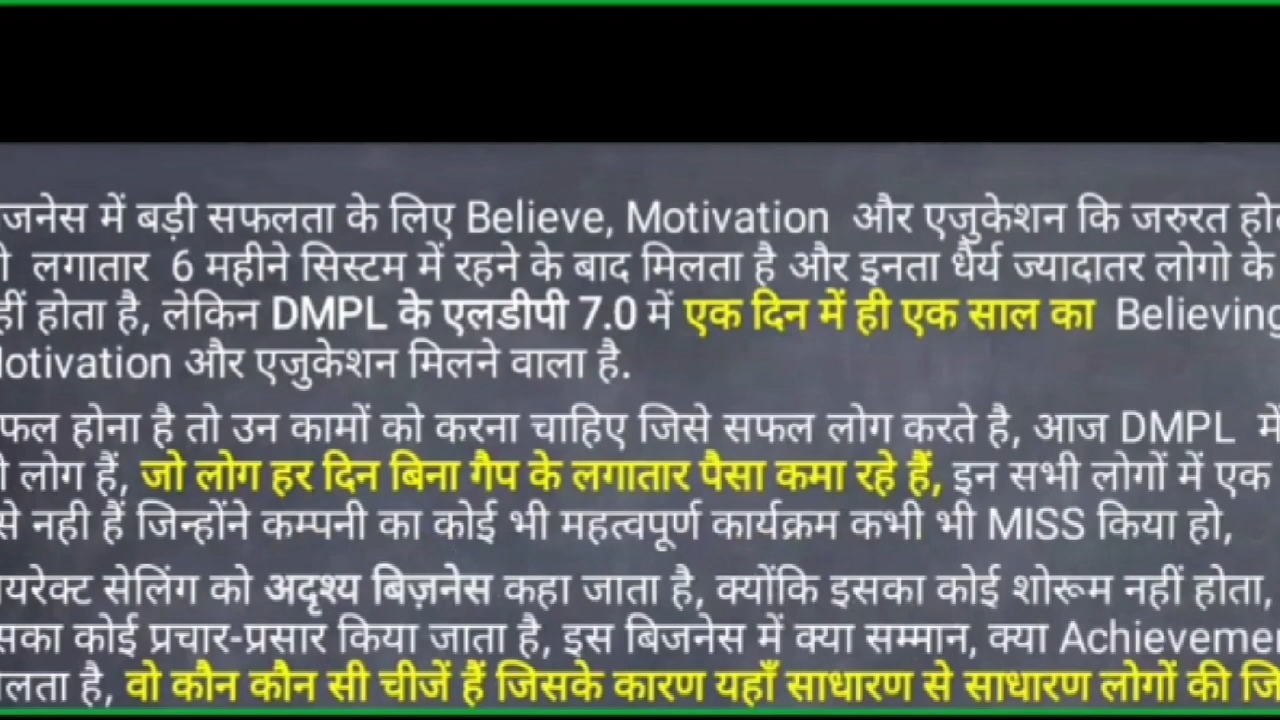 जनेस में बड़ी सफलता के लिए Believe, Motivation और एजुकेशन कि जरुरत
लगातार 6 महीने सिस्टम में रहने के बाद मिलता है और इनता धैर्य ज्यादातर लोगो के
होता है, लेकिन DMPL के एलडीपी 7.0 में एक दिन में ही एक साल का Believing
otivation और एजुकेशन मिलने वाला है.
फल होना है तो उन कामों को करना चाहिए जिसे सफल लोग करते है, आज DMPL में
लोग हैं, जो लोग हर दिन बिना गैप के लगातार पैसा कमा रहे हैं, इन सभी लोगों में एक
से नही हैं जिन्होंने कम्पनी का कोई भी महत्वपूर्ण कार्यक्रम कभी भी MISS किया हो,
यरेक्ट सेलिंग को अदृश्य बिज़नेस कहा जाता है, क्योंकि इसका कोई शोरूम नहीं होता,
सका कोई प्रचार-प्रसार किया जाता है, इस बिजनेस में क्या सम्मान, क्या Achieveme
लता है, वो कौन कौन सी चीजें हैं जिसके कारण यहाँ साधारण से साधारण लोगों की